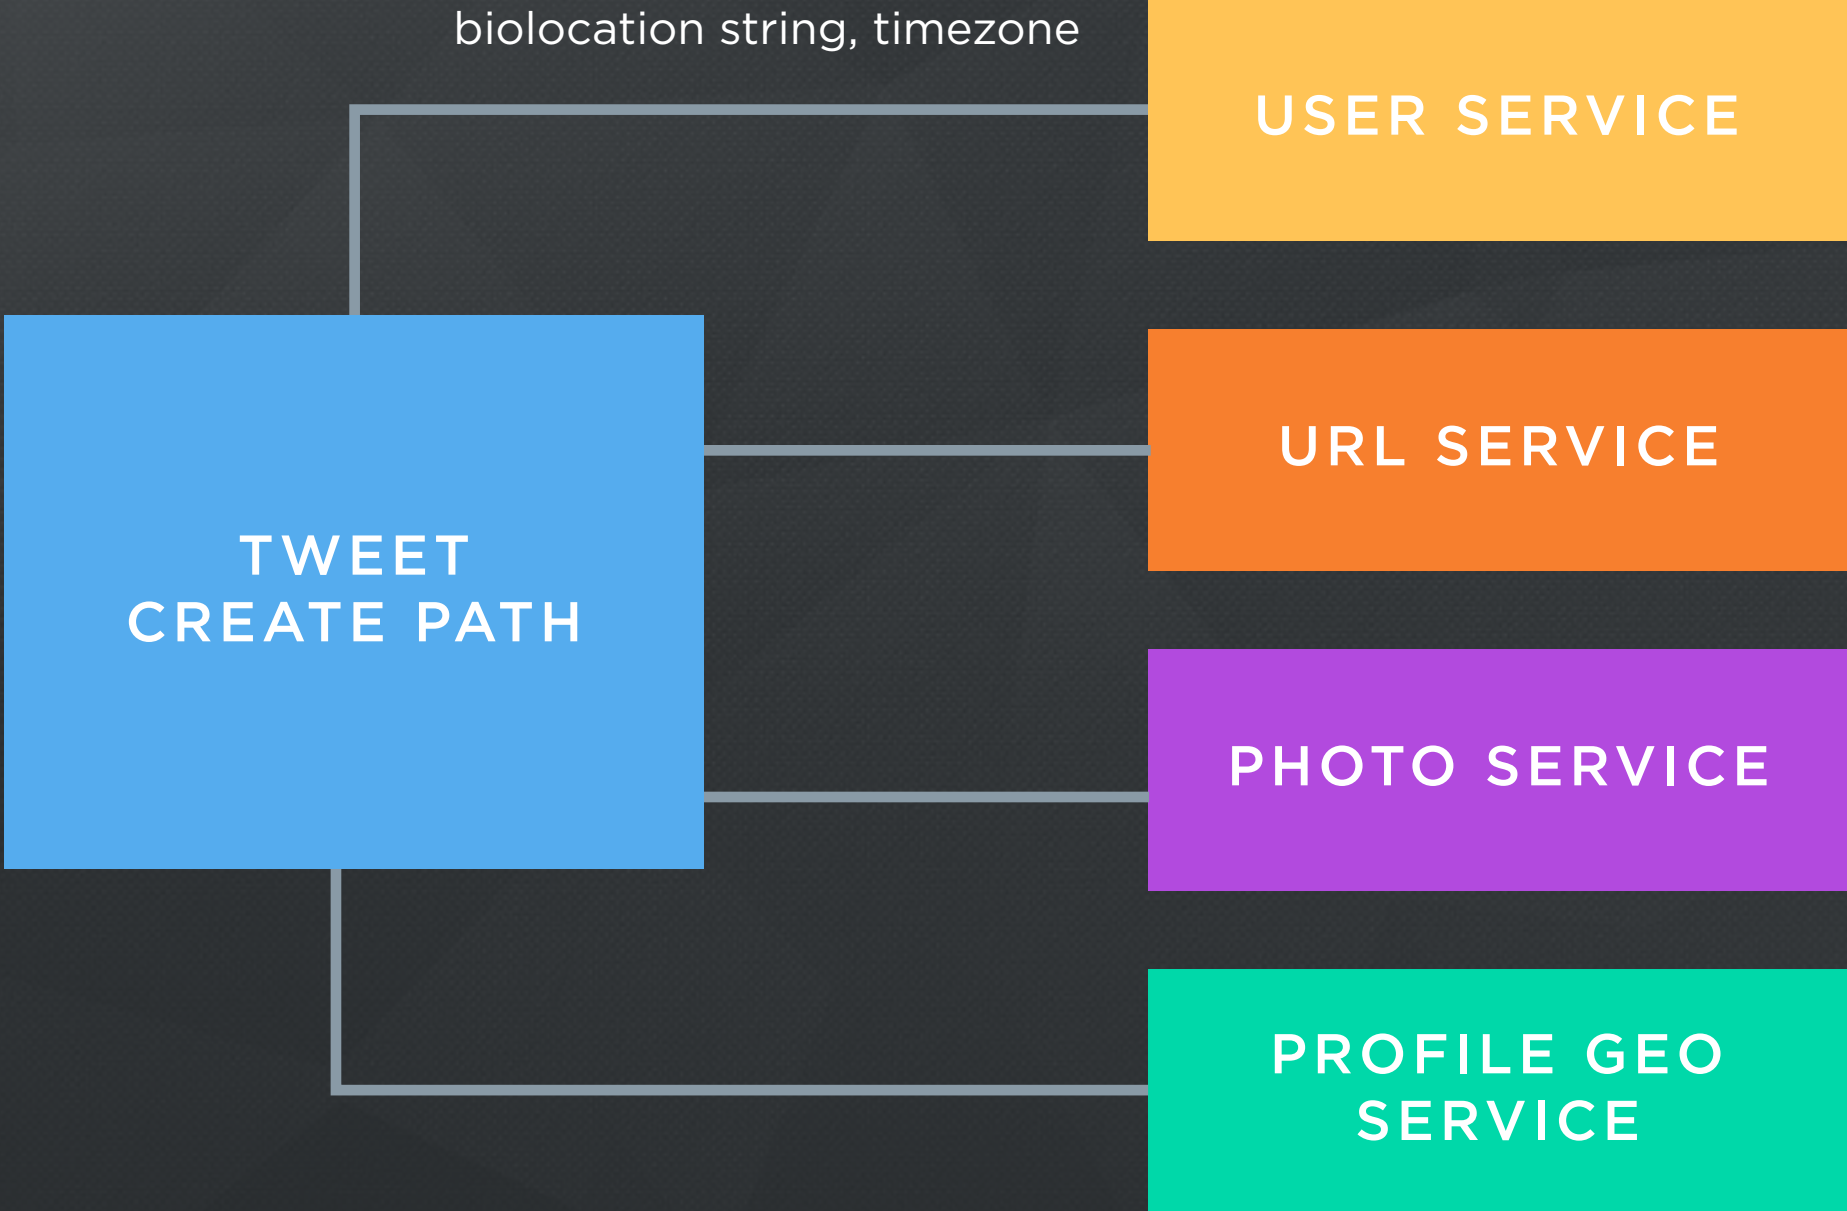 biolocation string, timezone
USER SERVICE
URL SERVICE
TWEET
CREATE PATH
PHOTO SERVICE
PROFILE GEO
SERVICE